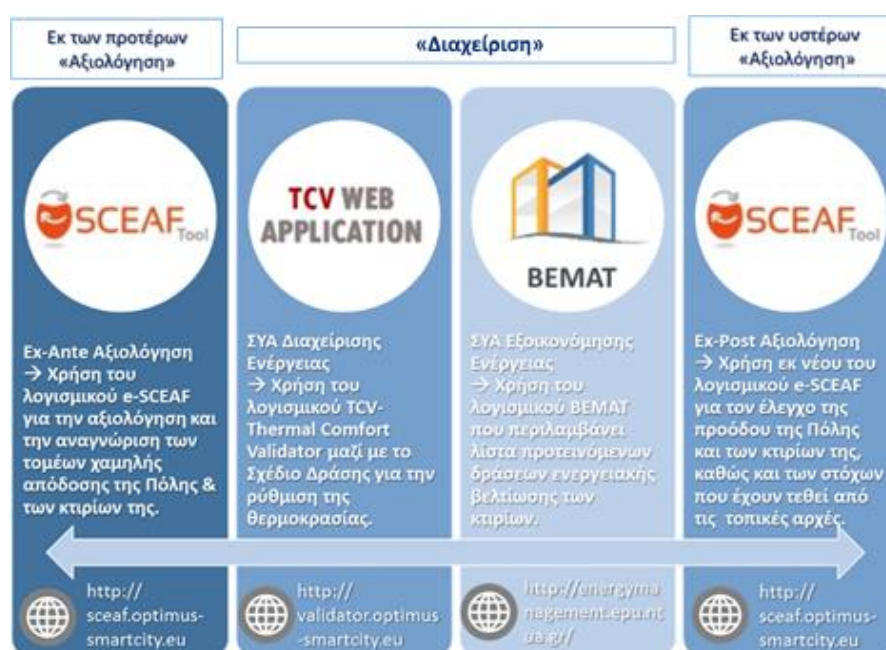 Εκ των προτέρων
«Αξιολόγηση»
«Διαχείριση»
Εκ των υστέρων
«Αξιολόγηση»
SCEAF
Tool
Ex-Ante Αξιολόγηση
→ Χρήση του
λογισμικού e-SCEAF
για την αξιολόγηση και
την αναγνώριση των
τομέων χαμηλής
απόδοσης της Πόλης &
των κτιρίων της.
http://
sceaf.optimus-
smartcity.eu
TCV WEB
APPLICATION
ΣΥΑ Διαχείρισης
Ενέργειας
→ Χρήση του
λογισμικού TCV-
Thermal Comfort
Validator μαζί με το
Σχέδιο Δράσης για την
ρύθμιση της
θερμοκρασίας.
http://
validator.optimus
-smartcity.eu
BEMAT
ΣΥΑ Εξοικονόμησης
Ενέργειας
→ Χρήση του
λογισμικού BEMAT
που περιλαμβάνει
λίστα προτεινόμενων
δράσεων ενεργειακής
βελτίωσης των
κτιρίων.
http://energyma
nagement.epu.nt
ua.gr/
SCEAF
Tool
Ex-Post Αξιολόγηση
→ Χρήση εκ νέου του
λογισμικού e-SCEAF
για τον έλεγχο της
προόδου της Πόλης
και των κτιρίων της,
καθώς και των στόχων
που έχουν τεθεί από
τις τοπικές αρχές.
http://
sceaf.optimus-
smartcity.eu